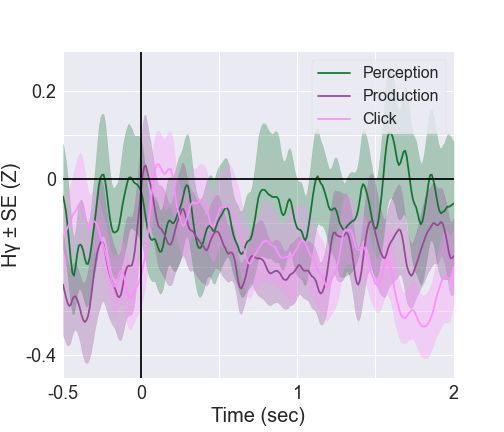 Perception
Production
Click
0.2
0
-0.4
Hγ ± SE (Z)
-0.5
0
1
2
Time (sec)